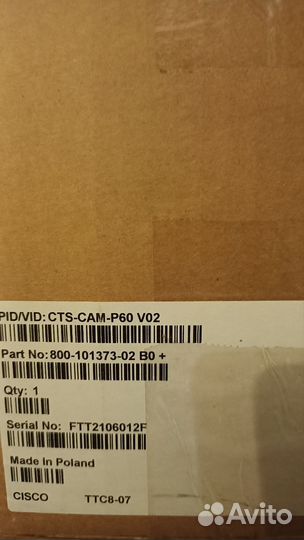 PID/VID: CTS-CAM-P60 V02
Part No: 800-101373-02 B0 +
Qty: 1
Serial No: FTT2106012F
Made In Poland
CISCO TTC8-07
Avito